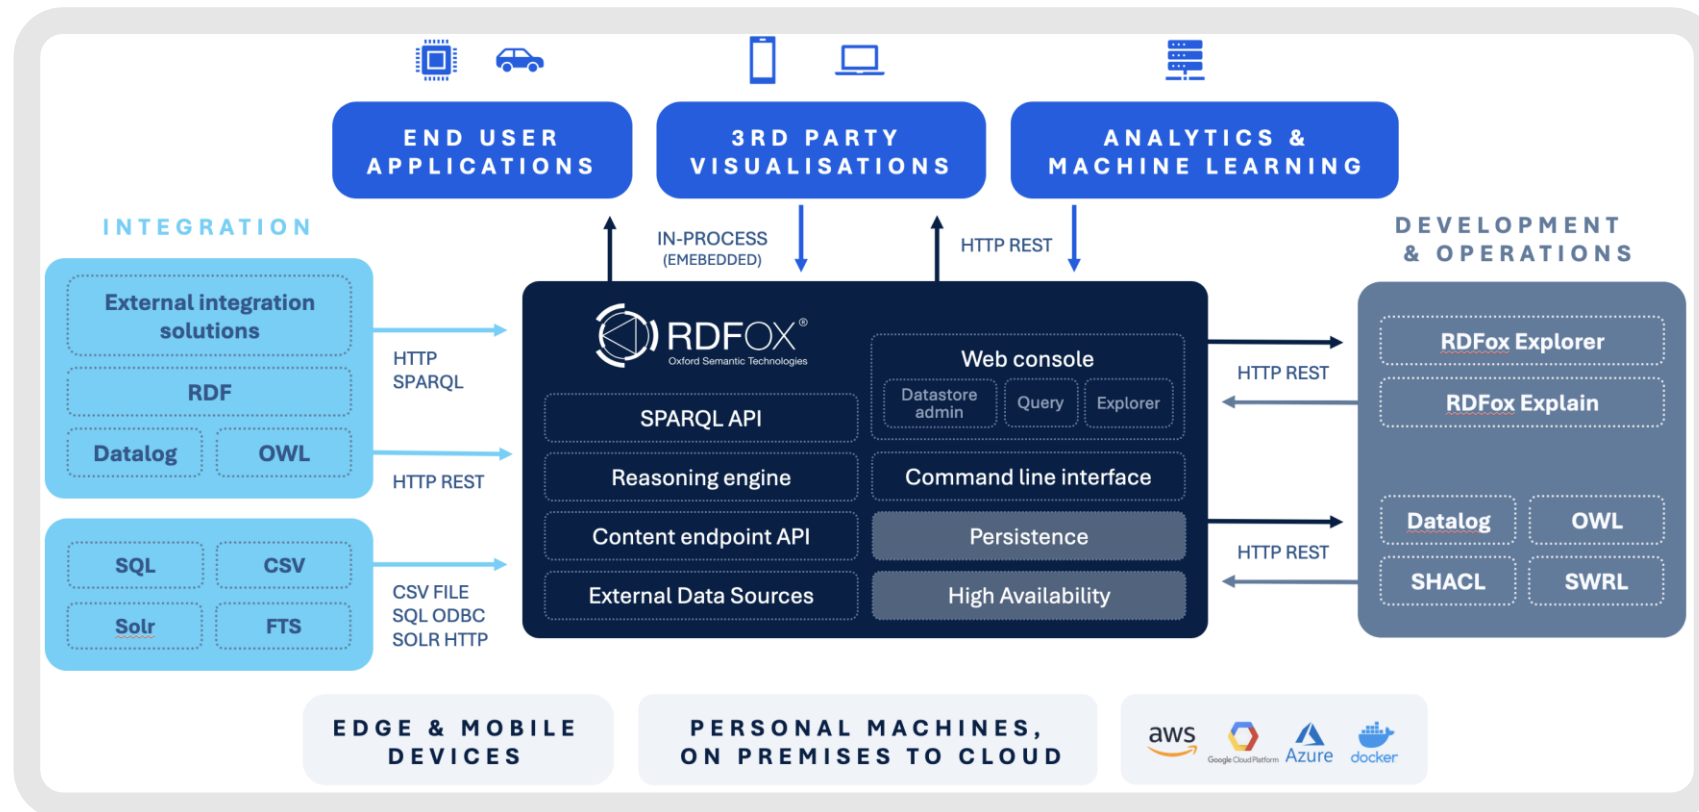 END USER
APPLICATIONS
3RD PARTY
VISUALISATIONS
ANALYTICS &
MACHINE LEARNING
INTEGRATION
IN-PROCESS
(EMEBEDDED)
HTTP REST
DEVELOPMENT
& OPERATIONS
External integration
solutions
RDF
Datalog
OWL
HTTP
SPARQL
HTTP REST
SQL
CSV
Solr
FTS
CSV FILE
SQL ODBC
SOLR HTTP
RDFOX®
Oxford Semantic Technologies
SPARQL API
Reasoning engine
Content endpoint API
External Data Sources
Web console
Datastore
admin
Query
Explorer
Command line interface
Persistence
High Availability
HTTP REST
HTTP REST
RDFox Explorer
RDFox Explain
Datalog
OWL
SHACL
SWRL
EDGE & MOBILE
DEVICES
PERSONAL MACHINES,
ON PREMISES TO CLOUD
aws
Google Cloud Platform
Azure
docker